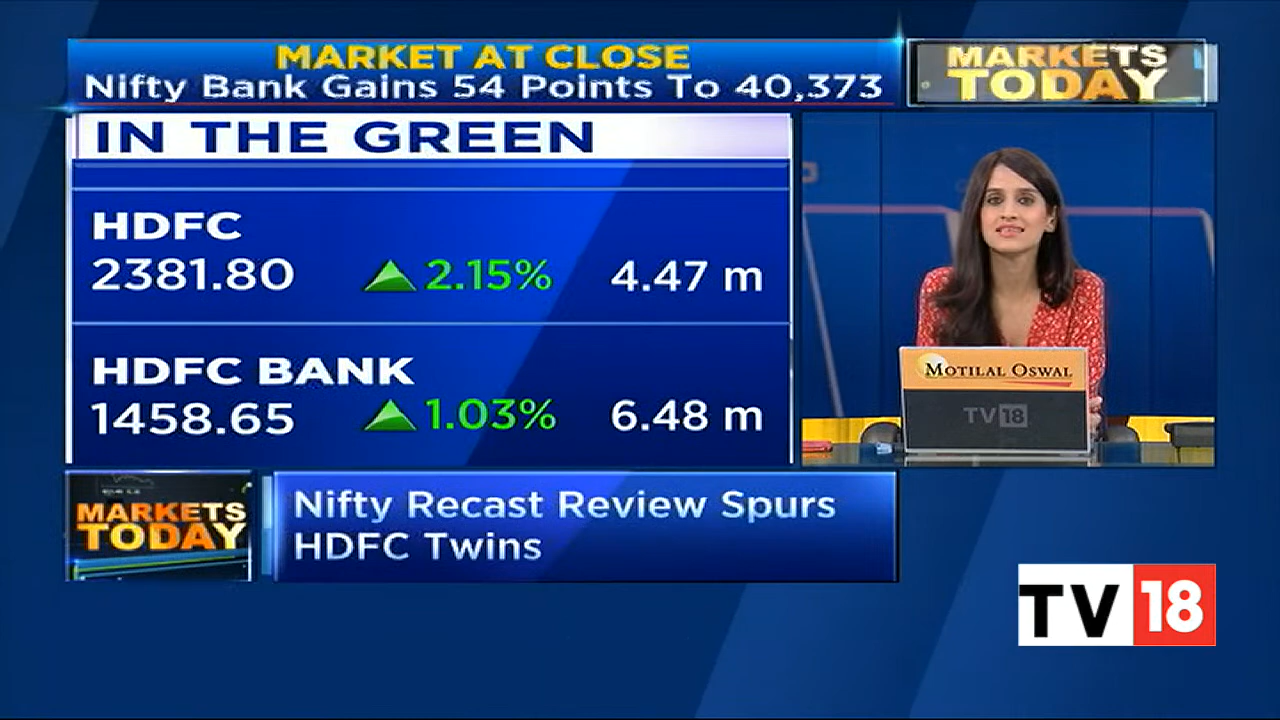 MARKET AT CLOSE
Nifty Bank Gains 54 Points To 40,373
MARKETS
TODAY
IN THE GREEN
HDFC
2381.80 2.15% 4.47 m
HDFC BANK
1458.65 1.03% 6.48 m
MOTILAL OSWAL
TV18
MARKETS
TODAY
Nifty Recast Review Spurs
HDFC Twins
TV18